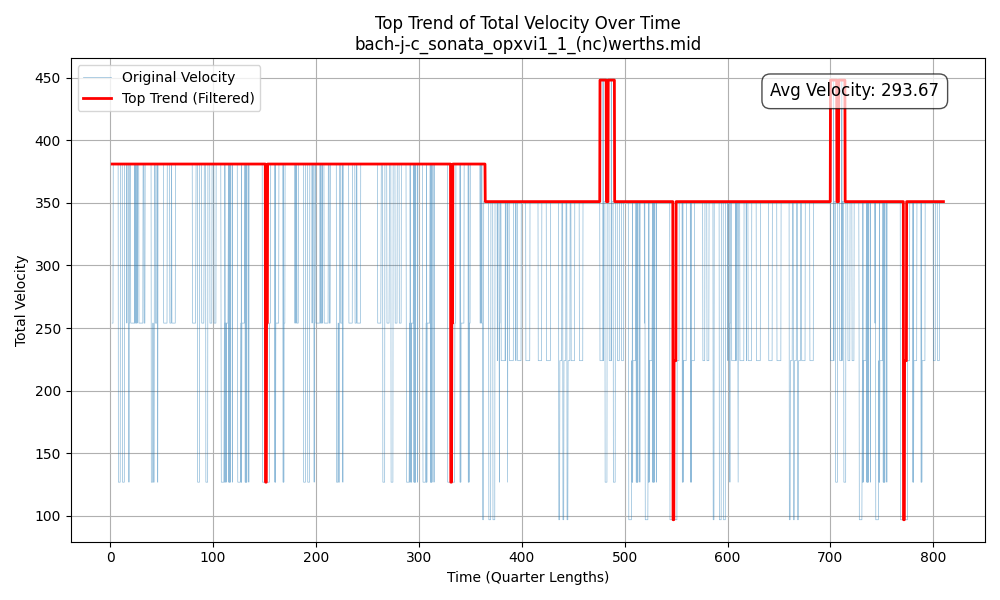 Top Trend of Total Velocity Over Time
bach-j-c_sonata_opxvi1_1_(nc)werths.mid
Original Velocity
Top Trend (Filtered)
Avg Velocity: 293.67
Total Velocity
450
400
350
300
250
200
150
100
0 100 200 300 400 500 600 700 800
Time (Quarter Lengths)